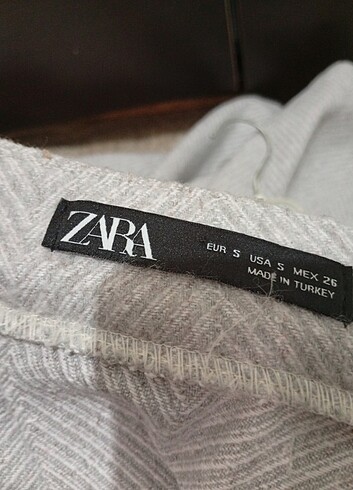 ZARA
EUR S USA S MEX 26
MADE IN TURKEY